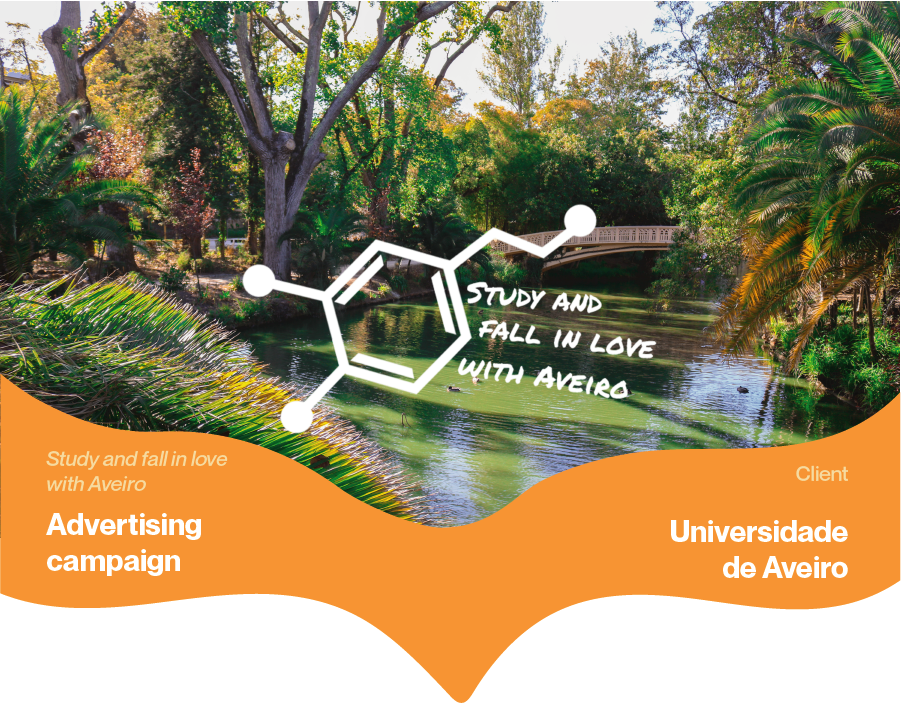 Study and
fall in love
with Aveiro
Study and fall in love
with Aveiro
Advertising
campaign
Client
Universidade
de Aveiro